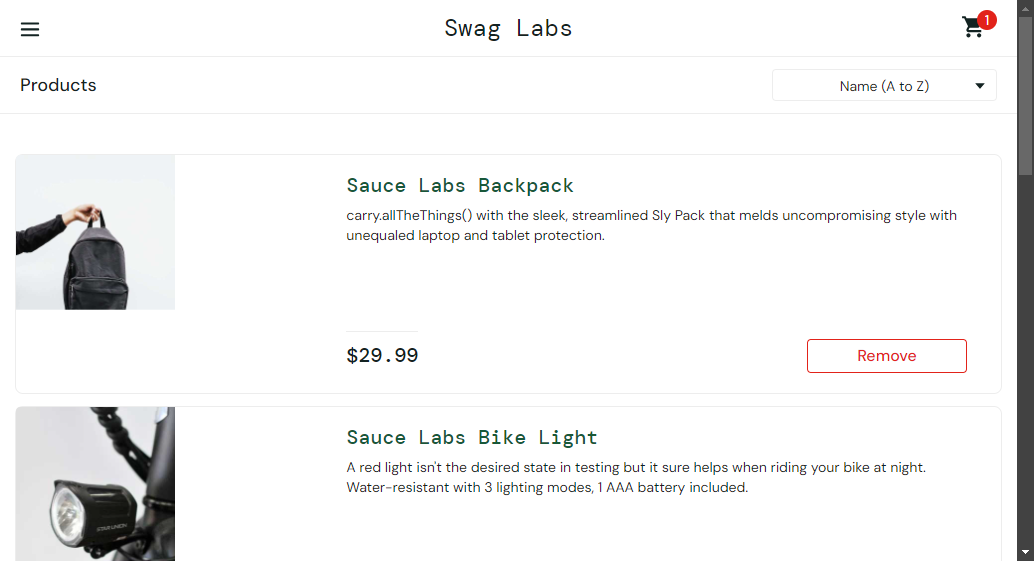 Swag Labs
1
Products
Name (A to Z)
Sauce Labs Backpack
carry.allTheThings() with the sleek, streamlined Sly Pack that melds uncompromising style with
unequaled laptop and tablet protection.
$29.99
Remove
Sauce Labs Bike Light
A red light isn't the desired state in testing but it sure helps when riding your bike at night.
Water-resistant with 3 lighting modes, 1 AAA battery included.